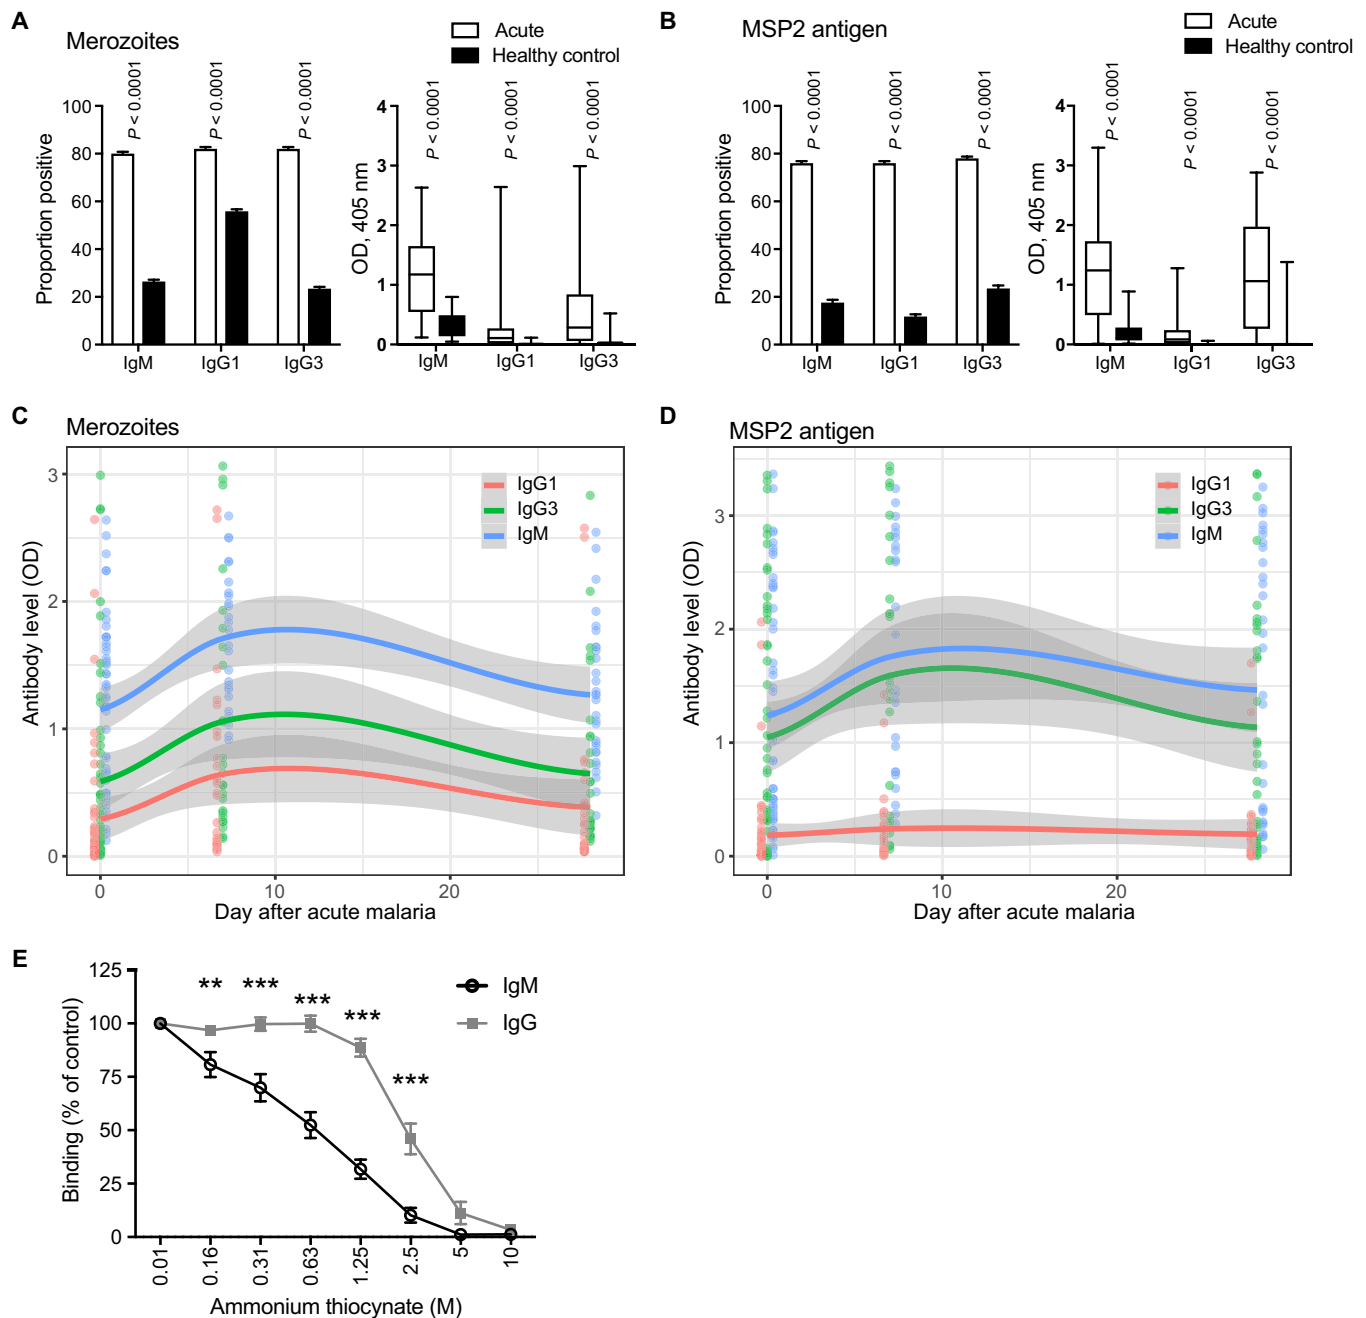 A
Merozoites
Acute
Healthy control
Proportion positive
100
80
60
40
20
0
P < 0.0001
P < 0.0001
P < 0.0001
IgM
IgG1
IgG3
OD, 405 nm
4
3
2
1
0
P < 0.0001
P < 0.0001
P < 0.0001
IgM
IgG1
IgG3
B
MSP2 antigen
Acute
Healthy control
Proportion positive
100
80
60
40
20
0
P < 0.0001
P < 0.0001
P < 0.0001
IgM
IgG1
IgG3
OD, 405 nm
4
3
2
1
0
P < 0.0001
P < 0.0001
P < 0.0001
IgM
IgG1
IgG3
C
Merozoites
Antibody level (OD)
3
2
1
0
IgG1
IgG3
IgM
0
10
20
Day after acute malaria
D
MSP2 antigen
Antibody level (OD)
3
2
1
0
IgG1
IgG3
IgM
0
10
20
Day after acute malaria
E
Binding (% of control)
125
100
75
50
25
0
**
***
***
***
***
IgM
IgG
0.01
0.16
0.31
0.63
1.25
2.5
5
10
Ammonium thiocynate (M)